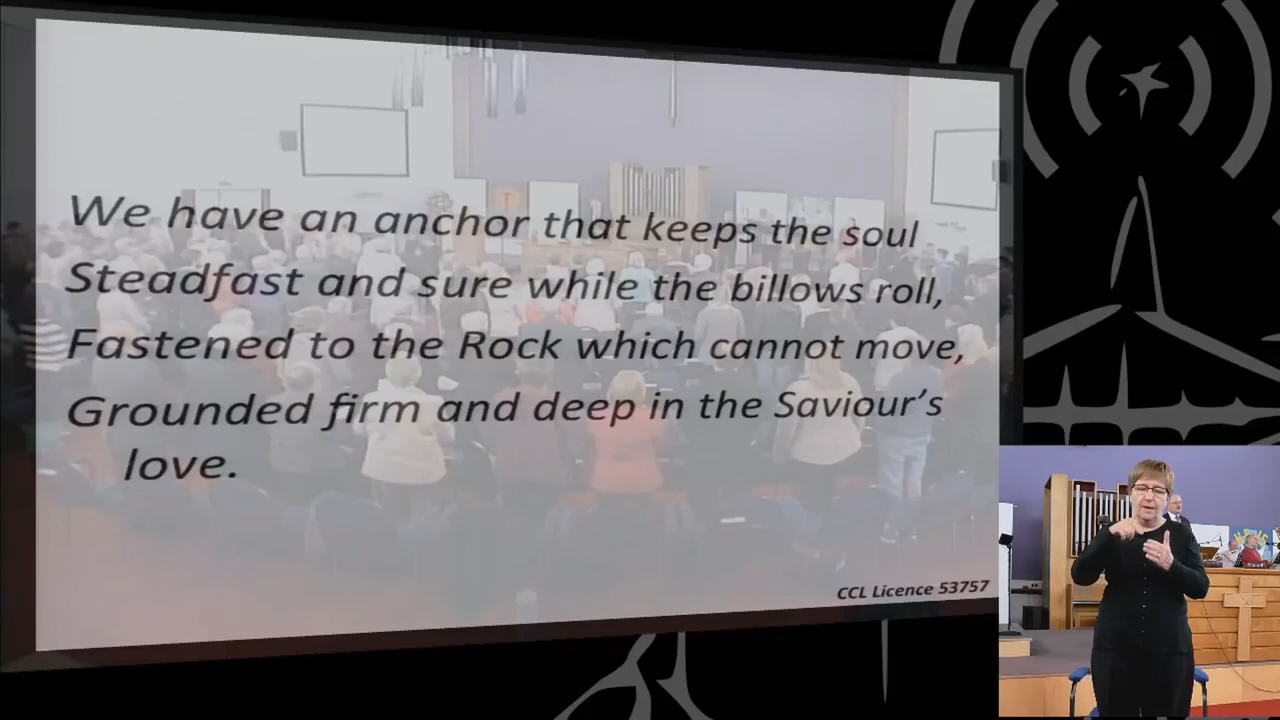 We have an anchor that keeps the soul
Steadfast and sure while the billows roll,
Fastened to the Rock which cannot move,
Grounded firm and deep in the Saviour's
love.
CCL Licence 53757